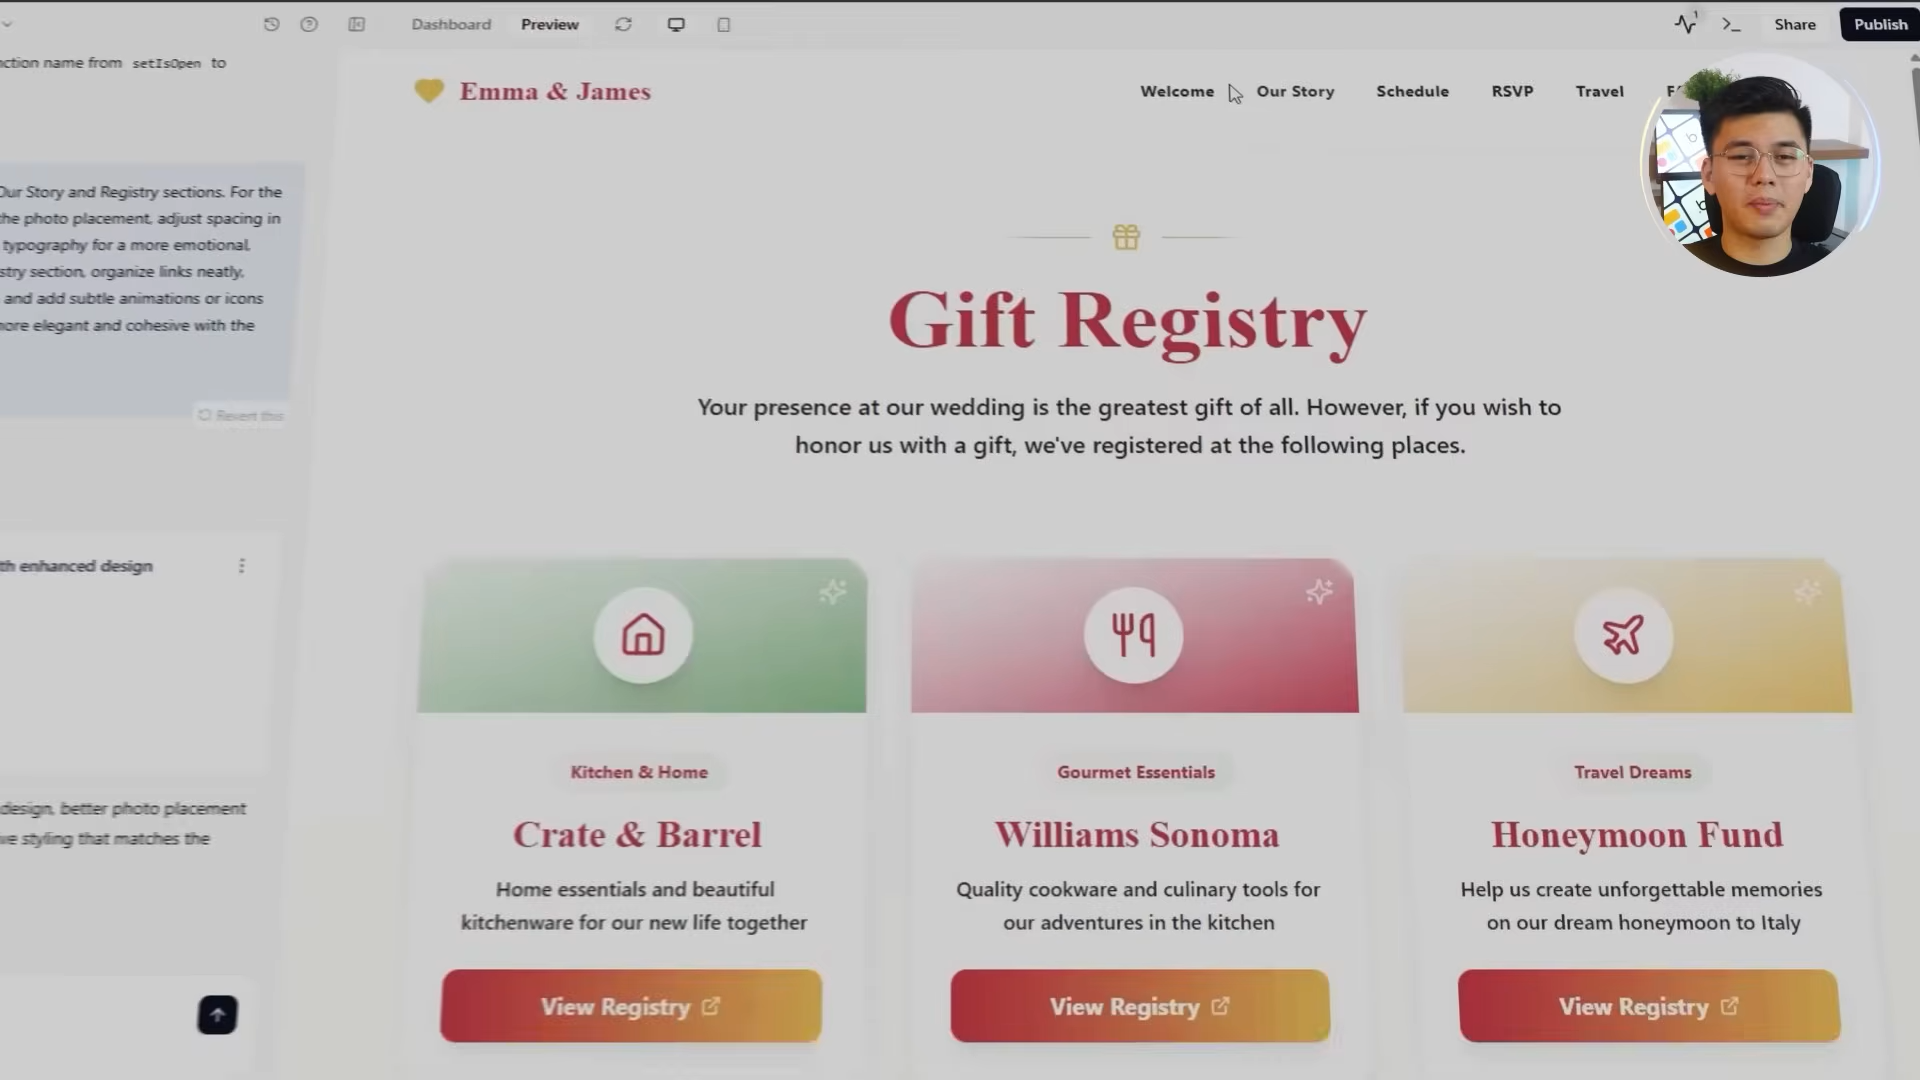 Dashboard
Preview
1
Share
Publish
ction name from setIsOpen to
Our Story and Registry sections. For the
the photo placement, adjust spacing in
typography for a more emotional,
stry section, organize links neatly,
and add subtle animations or icons
more elegant and cohesive with the
Revert this
th enhanced design
design, better photo placement
ve styling that matches the
Emma & James
Welcome
Our Story
Schedule
RSVP
Travel
Gift Registry
Your presence at our wedding is the greatest gift of all. However, if you wish to
honor us with a gift, we've registered at the following places.
Kitchen & Home
Crate & Barrel
Home essentials and beautiful
kitchenware for our new life together
View Registry
Gourmet Essentials
Williams Sonoma
Quality cookware and culinary tools for
our adventures in the kitchen
View Registry
Travel Dreams
Honeymoon Fund
Help us create unforgettable memories
on our dream honeymoon to Italy
View Registry